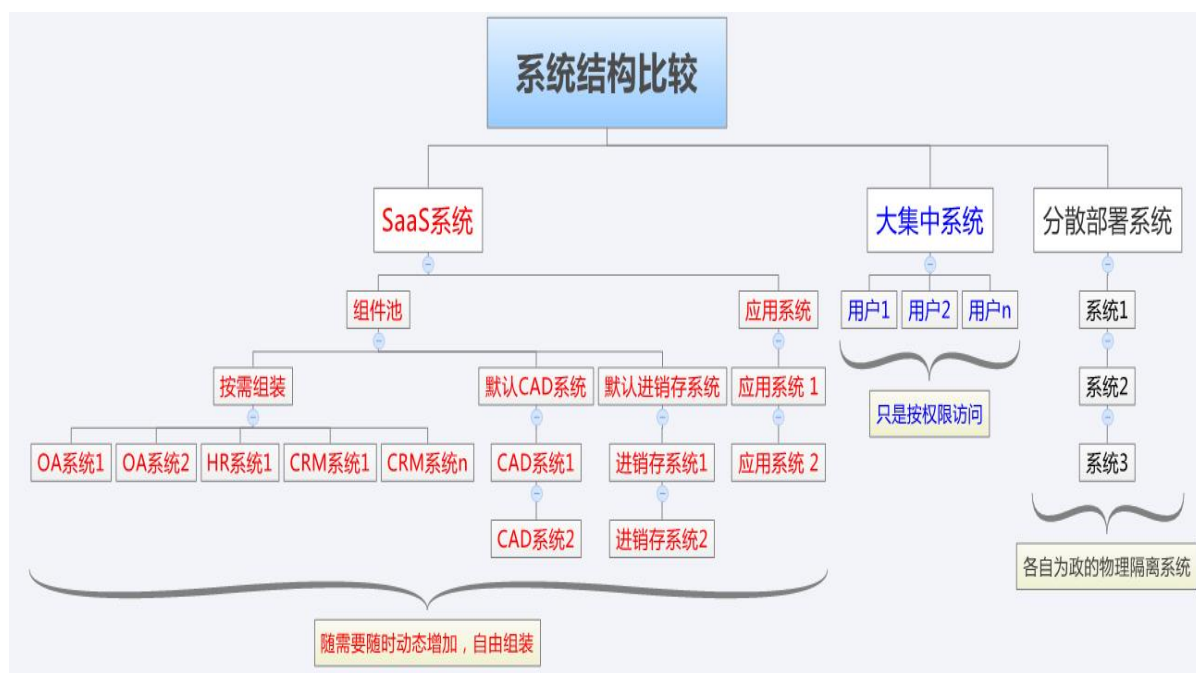 系统结构比较
SaaS系统
大集中系统
分散部署系统
组件池
应用系统
用户1
用户2
用户n
系统1
按需组装
默认CAD系统
默认进销存系统
应用系统 1
只是按权限访问
系统2
OA系统1
OA系统2
HR系统1
CRM系统1
CRM系统n
CAD系统1
进销存系统1
应用系统 2
系统3
CAD系统2
进销存系统2
各自为政的物理隔离系统
随需要随时动态增加，自由组装